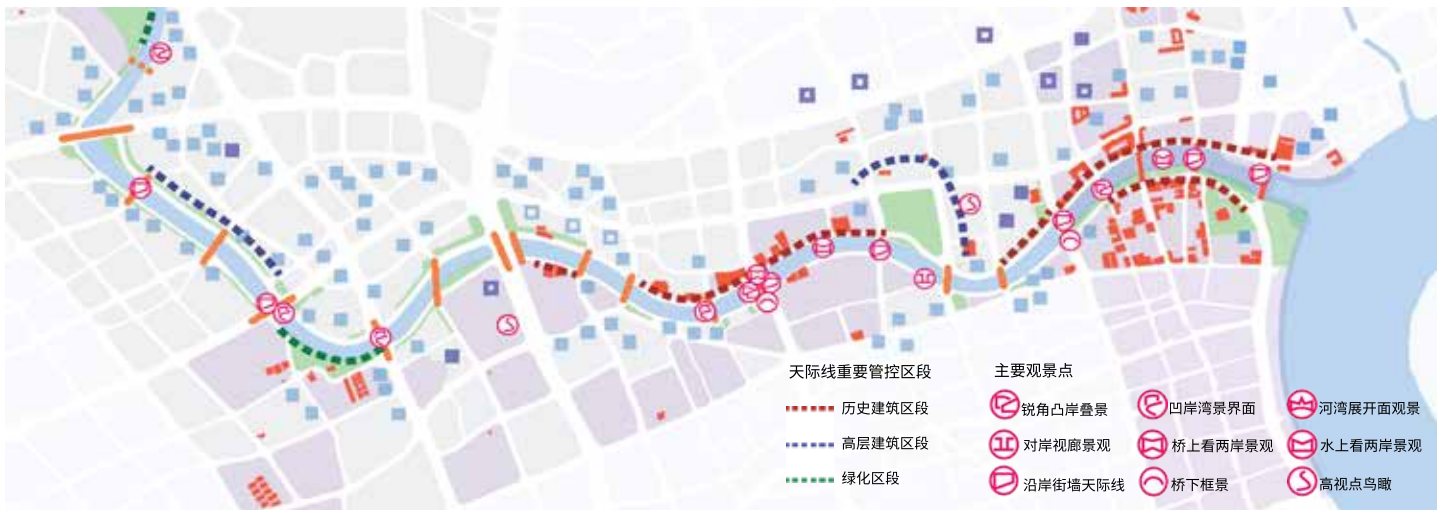 天际线重要管控区段
历史建筑区段
高层建筑区段
绿化区段
主要观景点
锐角凸岸叠景
凹岸湾景界面
河湾展开面观景
对岸视廊景观
桥上看两岸景观
水上看两岸景观
沿岸街墙天际线
桥下框景
高视点鸟瞰